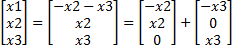 [x1 x2 x3] = [−x2 − x3 x2 x3] = [−x2 x2 0] + [−x3 0 x3]